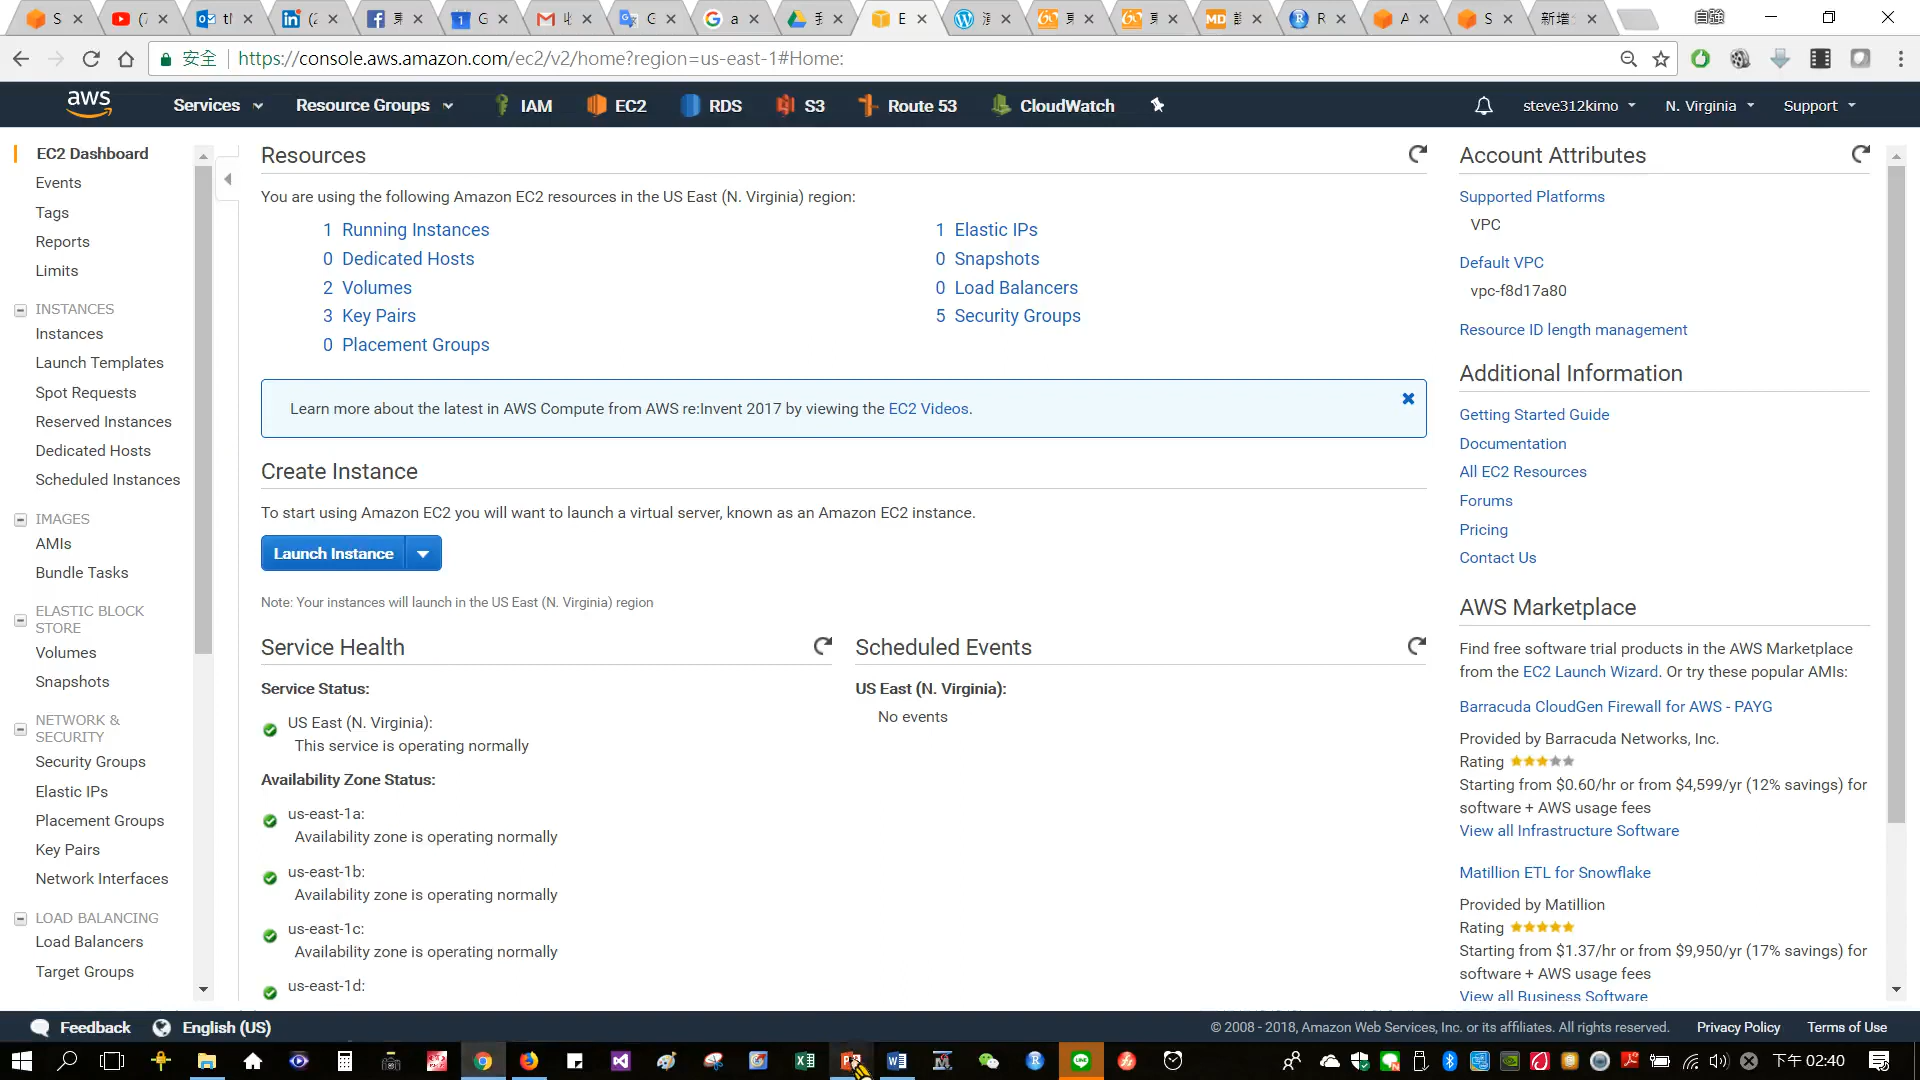 自強
安全 https://console.aws.amazon.com/ec2/v2/home?region=us-east-1#Home:
aws Services Resource Groups IAM EC2 RDS S3 Route 53 CloudWatch steve312kimo N. Virginia Support
EC2 Dashboard
Events
Tags
Reports
Limits
INSTANCES
Instances
Launch Templates
Spot Requests
Reserved Instances
Dedicated Hosts
Scheduled Instances
IMAGES
AMIs
Bundle Tasks
ELASTIC BLOCK
STORE
Volumes
Snapshots
NETWORK &
SECURITY
Security Groups
Elastic IPs
Placement Groups
Key Pairs
Network Interfaces
LOAD BALANCING
Load Balancers
Target Groups
Resources
You are using the following Amazon EC2 resources in the US East (N. Virginia) region:
1 Running Instances
0 Dedicated Hosts
2 Volumes
3 Key Pairs
0 Placement Groups
1 Elastic IPs
0 Snapshots
0 Load Balancers
5 Security Groups
Learn more about the latest in AWS Compute from AWS re:Invent 2017 by viewing the EC2 Videos.
Create Instance
To start using Amazon EC2 you will want to launch a virtual server, known as an Amazon EC2 instance.
Launch Instance
Note: Your instances will launch in the US East (N. Virginia) region
Service Health
Service Status:
US East (N. Virginia):
This service is operating normally
Availability Zone Status:
us-east-1a:
Availability zone is operating normally
us-east-1b:
Availability zone is operating normally
us-east-1c:
Availability zone is operating normally
us-east-1d:
Scheduled Events
US East (N. Virginia):
No events
Account Attributes
Supported Platforms
VPC
Default VPC
vpc-f8d17a80
Resource ID length management
Additional Information
Getting Started Guide
Documentation
All EC2 Resources
Forums
Pricing
Contact Us
AWS Marketplace
Find free software trial products in the AWS Marketplace
from the EC2 Launch Wizard. Or try these popular AMIs:
Barracuda CloudGen Firewall for AWS - PAYG
Provided by Barracuda Networks, Inc.
Rating
Starting from $0.60/hr or from $4,599/yr (12% savings) for
software + AWS usage fees
View all Infrastructure Software
Matillion ETL for Snowflake
Provided by Matillion
Rating
Starting from $1.37/hr or from $9,950/yr (17% savings) for
software + AWS usage fees
View all Business Software
Feedback English (US) © 2008 - 2018, Amazon Web Services, Inc. or its affiliates. All rights reserved. Privacy Policy Terms of Use
下午 02:40